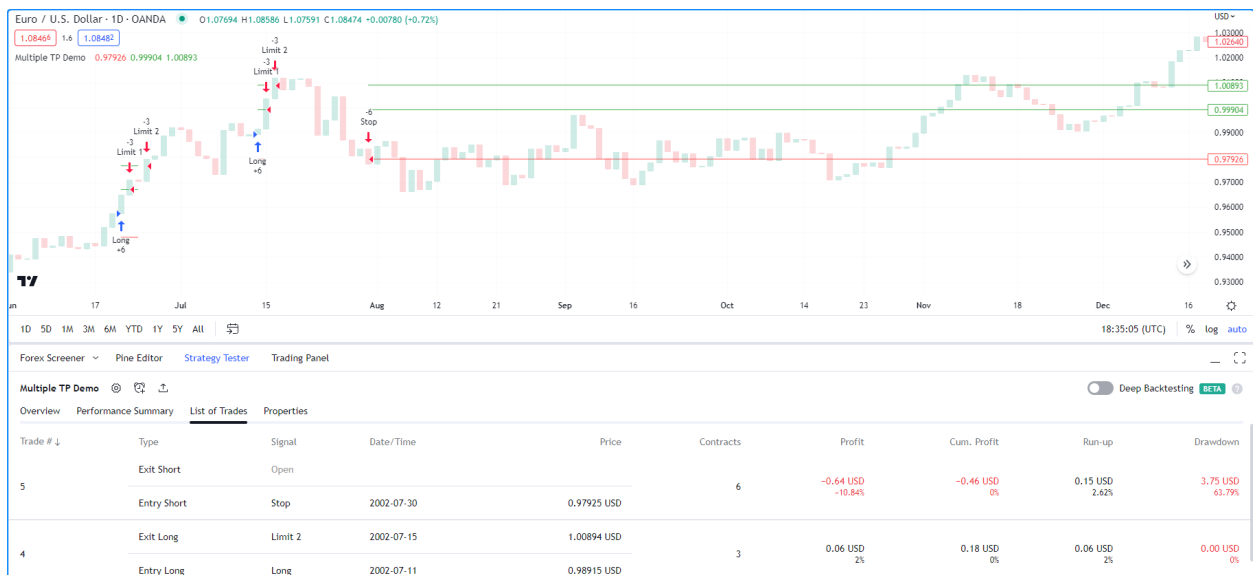 Euro / U.S. Dollar · 1D · OANDA O1.07694 H1.08586 L1.07591 C1.08474 +0.00780 (+0.72%)
USD
1.08466 1.6 1.08482
Multiple TP Demo 0.97926 0.99904 1.00893
1.03000
1.02640
1.02000
1.00893
0.99904
0.99000
0.97926
0.97000
0.96000
0.95000
0.94000
0.93000
-3
Limit 2
-3
Limit 1
-6
Stop
-3
Limit 2
-3
Limit 1
Long
+6
Long
+6
17 Jul 15 Aug 12 21 Sep 16 Oct 14 23 Nov 18 Dec 16
1D 5D 1M 3M 6M YTD 1Y 5Y All
18:35:05 (UTC) % log auto
Forex Screener Pine Editor Strategy Tester Trading Panel
Multiple TP Demo
Deep Backtesting BETA
Overview Performance Summary List of Trades Properties
Trade # ↓ Type Signal Date/Time Price Contracts Profit Cum. Profit Run-up Drawdown
5
Exit Short Open
Entry Short Stop 2002-07-30 0.97925 USD
6 −0.64 USD −0.46 USD 0.15 USD 3.75 USD
−10.84% 0% 2.62% 63.79%
4
Exit Long Limit 2 2002-07-15 1.00894 USD
Entry Long Long 2002-07-11 0.98915 USD
3 0.06 USD 0.18 USD 0.06 USD 0.00 USD
2% 0% 2% 0%